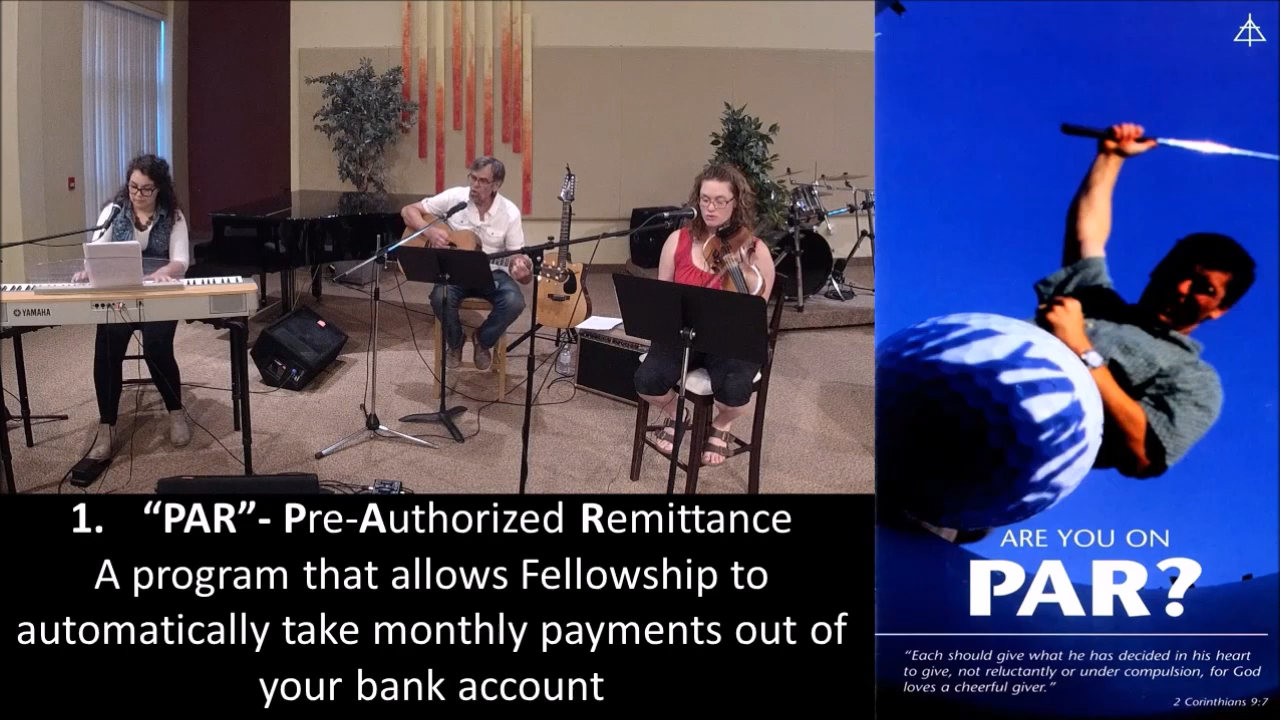 YAMAHA
1. “PAR”- Pre-Authorized Remittance
A program that allows Fellowship to
automatically take monthly payments out of
your bank account
ARE YOU ON
PAR?
“Each should give what he has decided in his heart
to give, not reluctantly or under compulsion, for God
loves a cheerful giver.”
2 Corinthians 9:7